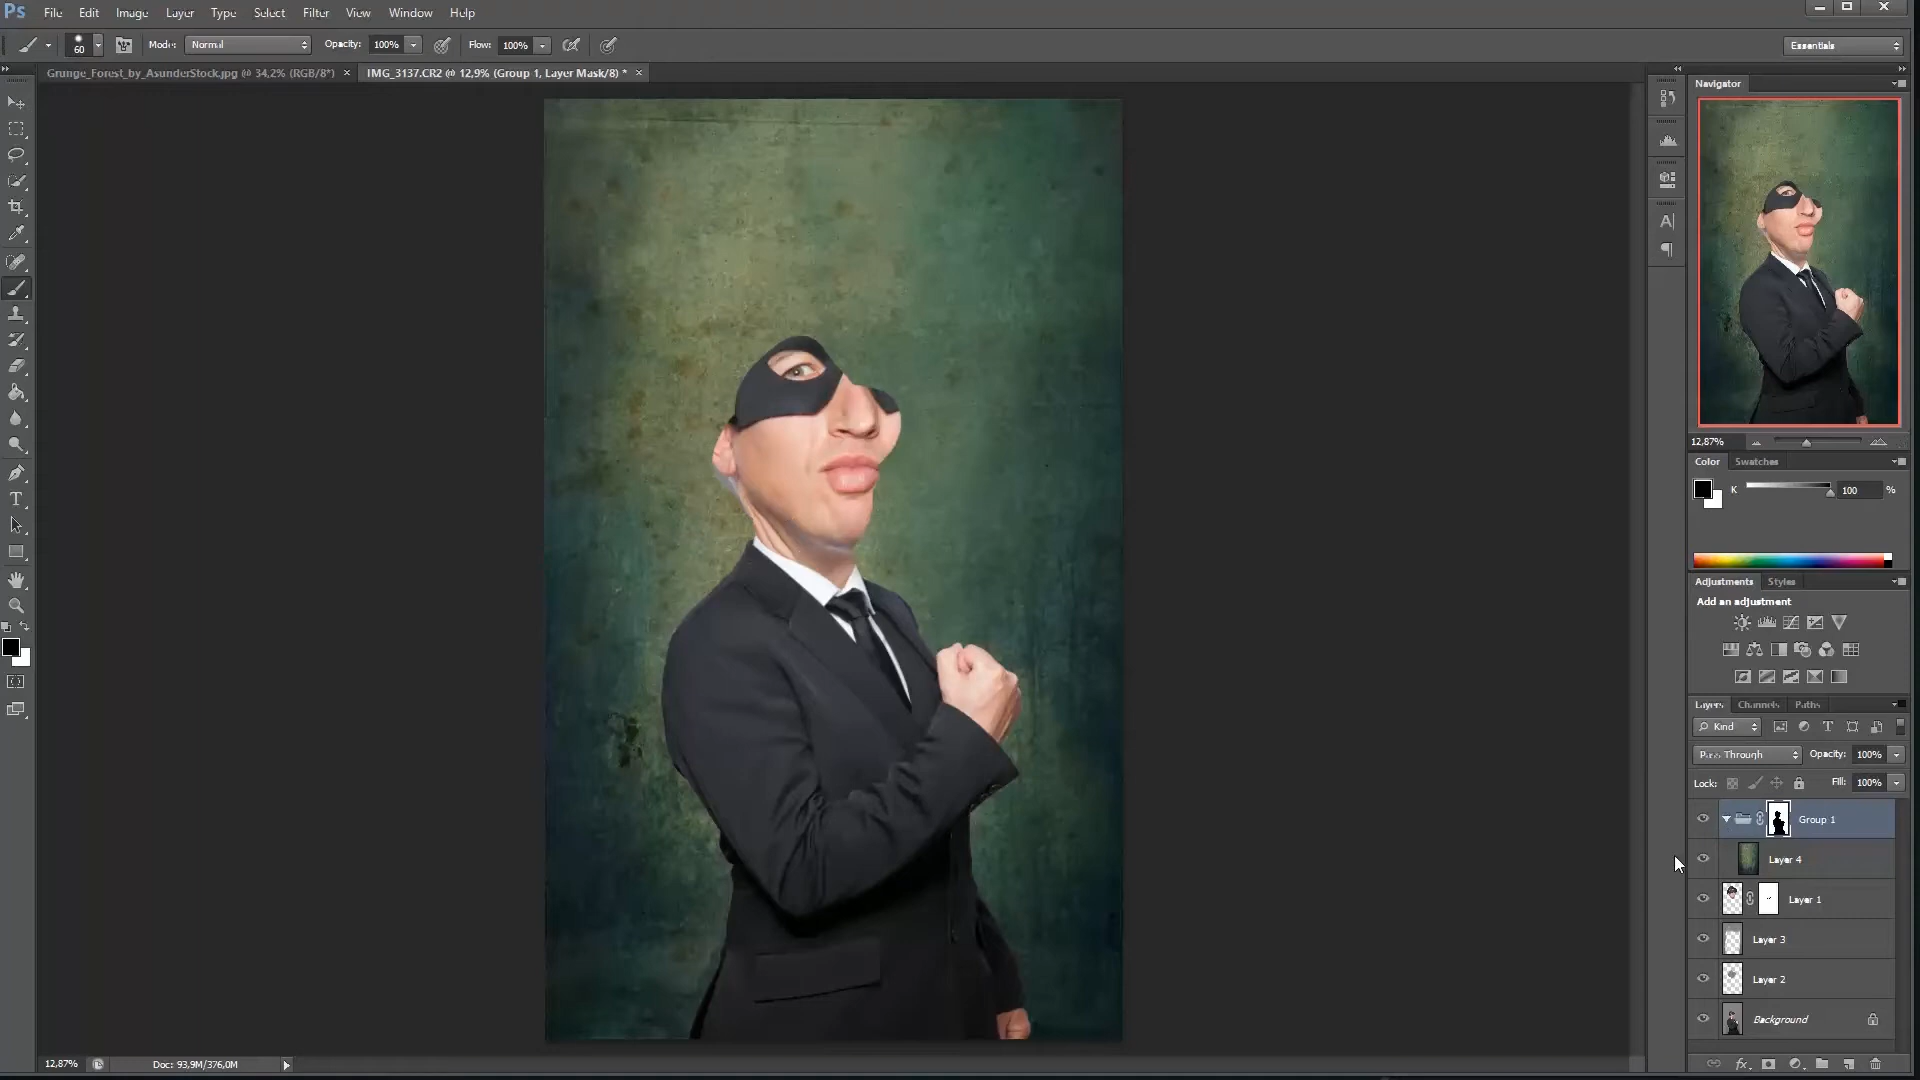 Ps File Edit Image Layer Type Select Filter View Window Help
60 Mode: Normal Opacity: 100% Flow: 100% Essentials
Grunge_Forest_by_AsunderStock.jpg @ 34,2% (RGB/8*) × IMG_3137.CR2 @ 12,9% (Group 1, Layer Mask/8) * ×
Navigator
12,87%
Color Swatches
K 100 %
Adjustments Styles
Add an adjustment
Layers Channels Paths
Kind
Pass Through Opacity: 100%
Lock: Fill: 100%
Group 1
Layer 4
Layer 1
Layer 3
Layer 2
Background
12,87% Doc: 93,9M/376,0M